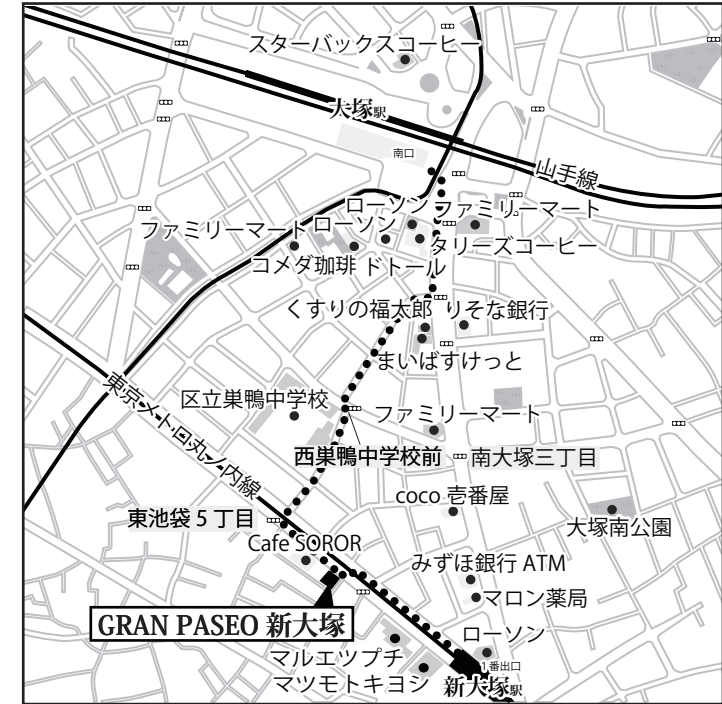 スターバックスコーヒー
大塚駅
南口
山手線
ローソン
ファミリーマート
ファミリーマート
ローソン
タリーズコーヒー
コメダ珈琲
ドトール
くすりの福太郎
りそな銀行
まいばすけっと
東京メトロ丸ノ内線
区立巣鴨中学校
ファミリーマート
西巣鴨中学校前
南大塚三丁目
coco 壱番屋
東池袋 5 丁目
大塚南公園
Cafe SOROR
みずほ銀行 ATM
マロン薬局
GRAN PASEO 新大塚
ローソン
マルエツプチ
1番出口
マツモトキヨシ
新大塚駅